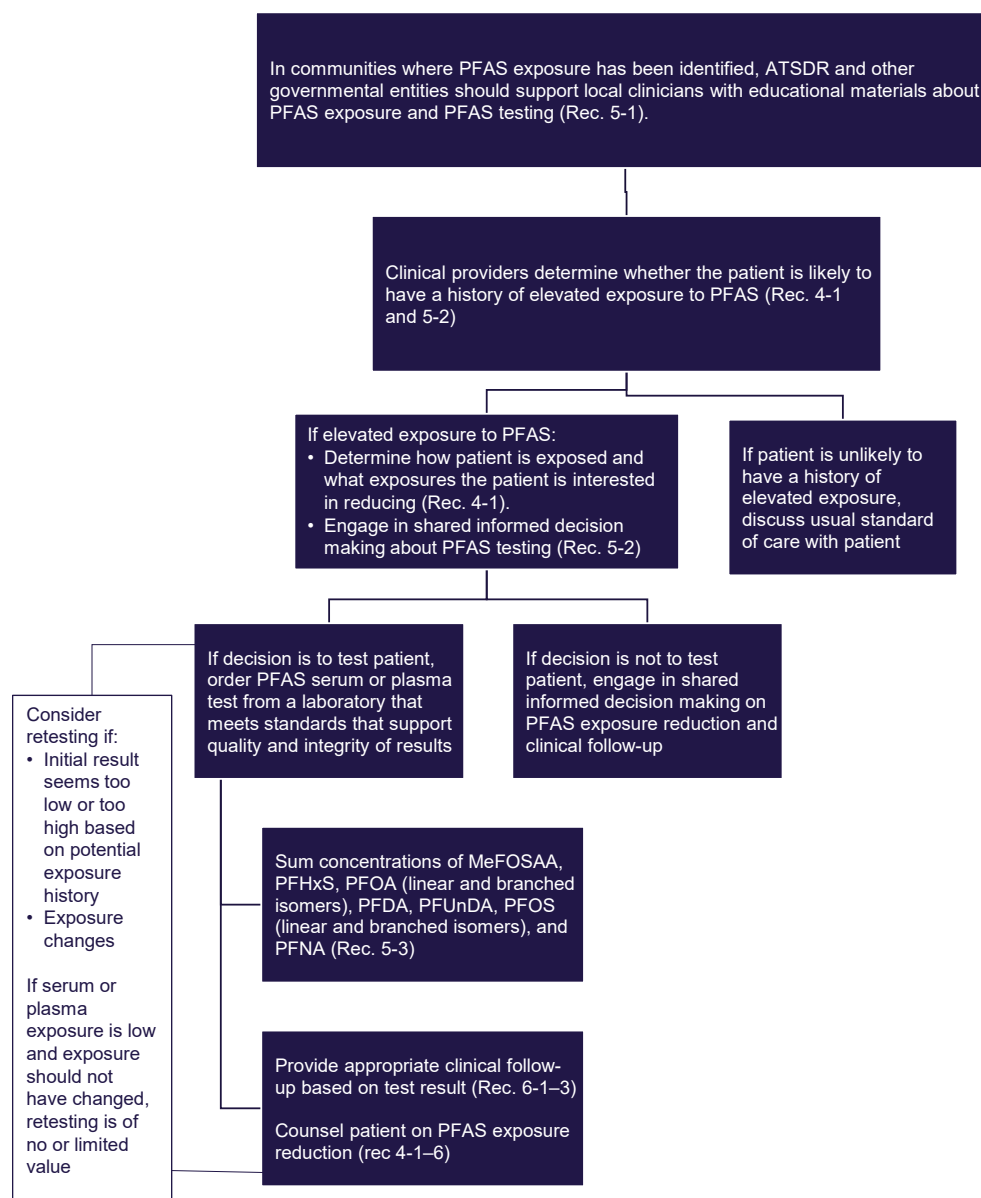 In communities where PFAS exposure has been identified, ATSDR and other
governmental entities should support local clinicians with educational materials about
PFAS exposure and PFAS testing (Rec. 5-1).
Clinical providers determine whether the patient is likely to
have a history of elevated exposure to PFAS (Rec. 4-1
and 5-2)
If elevated exposure to PFAS:
• Determine how patient is exposed and
what exposures the patient is interested
in reducing (Rec. 4-1).
• Engage in shared informed decision
making about PFAS testing (Rec. 5-2)
If patient is unlikely to
have a history of
elevated exposure,
discuss usual standard
of care with patient
If decision is to test patient,
order PFAS serum or plasma
test from a laboratory that
meets standards that support
quality and integrity of results
If decision is not to test
patient, engage in shared
informed decision making on
PFAS exposure reduction and
clinical follow-up
Consider
retesting if:
• Initial result
seems too
low or too
high based
on potential
exposure
history
• Exposure
changes
If serum or
plasma
exposure is low
and exposure
should not
have changed,
retesting is of
no or limited
value
Sum concentrations of MeFOSAA,
PFHxS, PFOA (linear and branched
isomers), PFDA, PFUnDA, PFOS
(linear and branched isomers), and
PFNA (Rec. 5-3)
Provide appropriate clinical follow-
up based on test result (Rec. 6-1–3)
Counsel patient on PFAS exposure
reduction (rec 4-1–6)